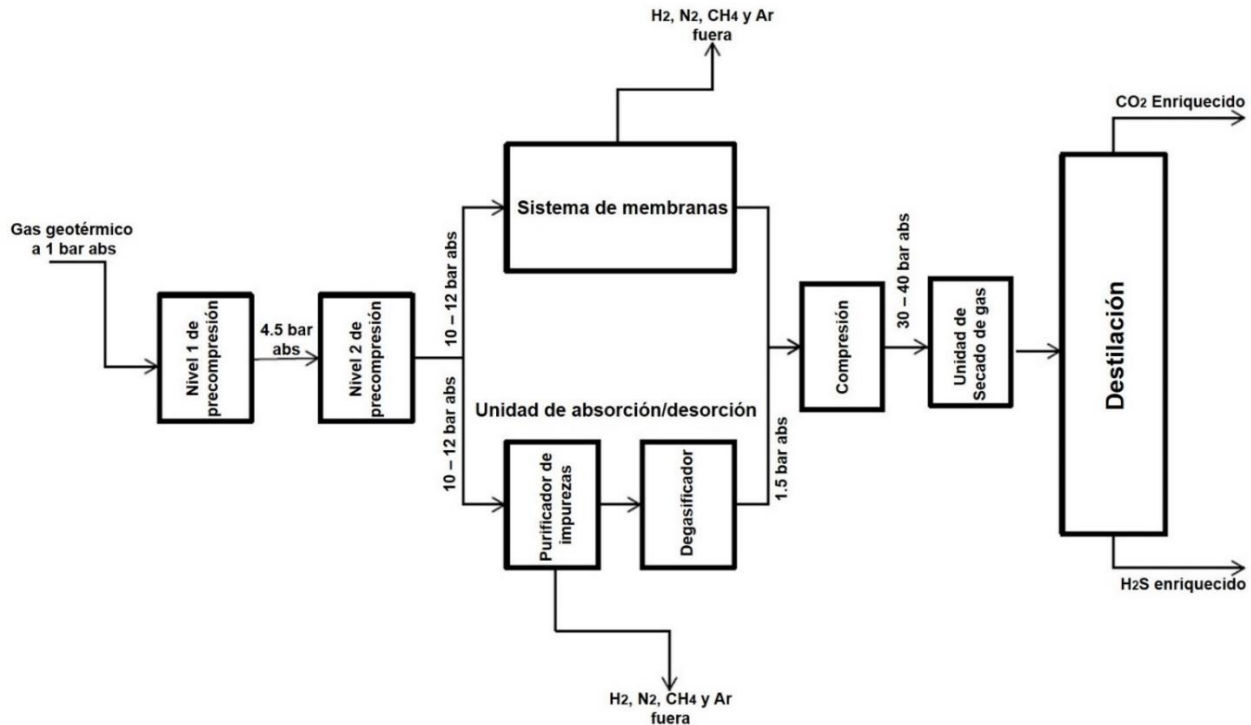 H2, N2, CH4 y Ar
fuera
CO2 Enriquecido
Sistema de membranas
Gas geotérmico
a 1 bar abs
10 – 12 bar abs
30 – 40 bar abs
Nivel 1 de
precompresión
4.5 bar
abs
Nivel 2 de
precompresión
Compresión
Unidad de
Secado de gas
Destilación
Unidad de absorción/desorción
10 – 12 bar abs
1.5 bar abs
Purificador de
impurezas
Degasificador
H2S enriquecido
H2, N2, CH4 y Ar
fuera